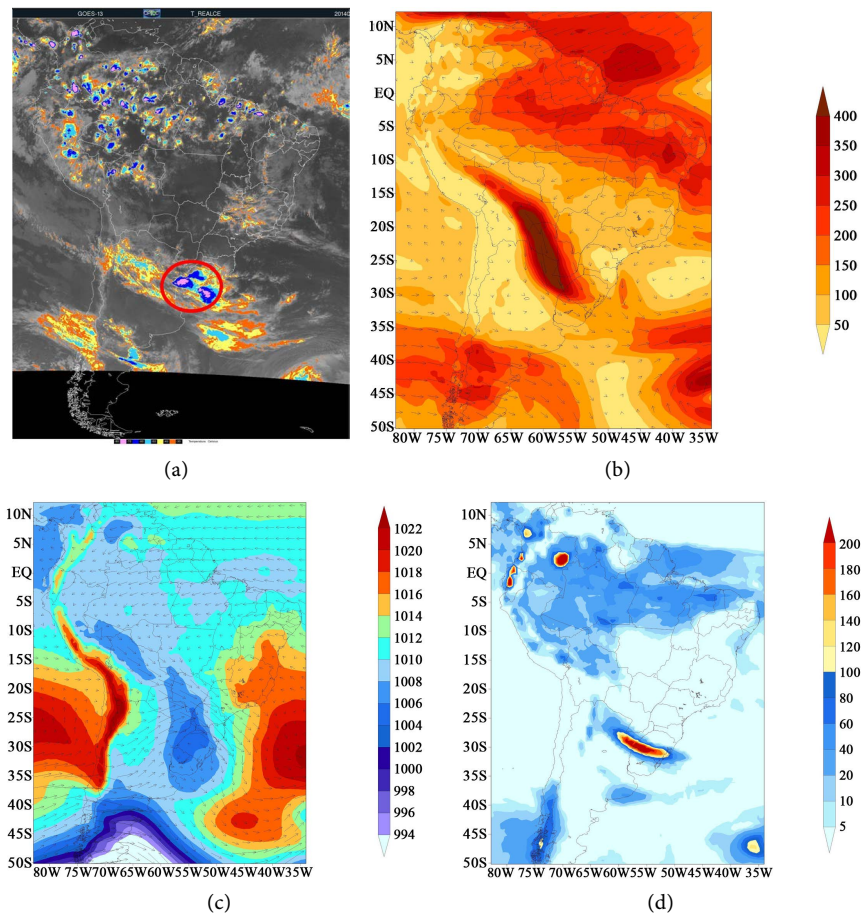 GOES-13 T_REALCE 20140
(a)
10N
5N
EQ
5S
10S
15S
20S
25S
30S
35S
40S
45S
50S
80W 75W 70W 65W 60W 55W 50W 45W 40W 35W
400
350
300
250
200
150
100
50
(b)
10N
5N
EQ
5S
10S
15S
20S
25S
30S
35S
40S
45S
50S
80W 75W 70W 65W 60W 55W 50W 45W 40W 35W
1022
1020
1018
1016
1014
1012
1010
1008
1006
1004
1002
1000
998
996
994
(c)
10N
5N
EQ
5S
10S
15S
20S
25S
30S
35S
40S
45S
50S
80W 75W 70W 65W 60W 55W 50W 45W 40W 35W
200
180
160
140
120
100
80
60
40
20
10
5
(d)